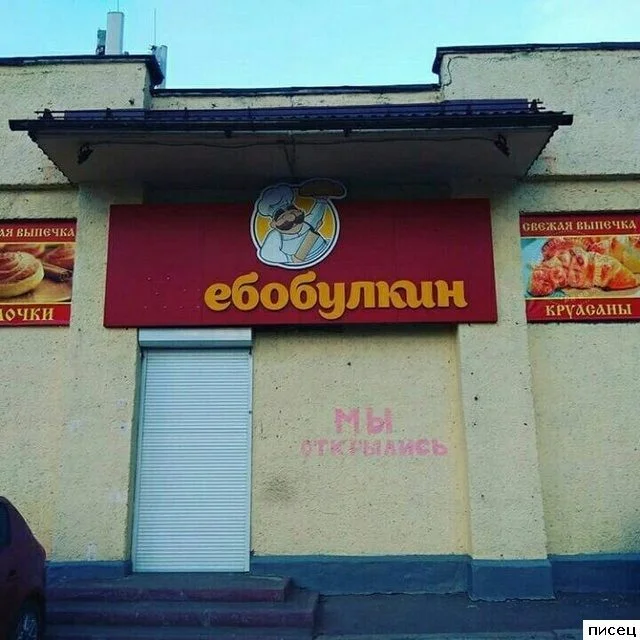 СВЕЖАЯ ВЫПЕЧКА
АЯ ВЫПЕЧКА
ебобулкин
ОЧКИ
КРУАСАНЫ
МЫ
ОТКРЫЛИСЬ
писец